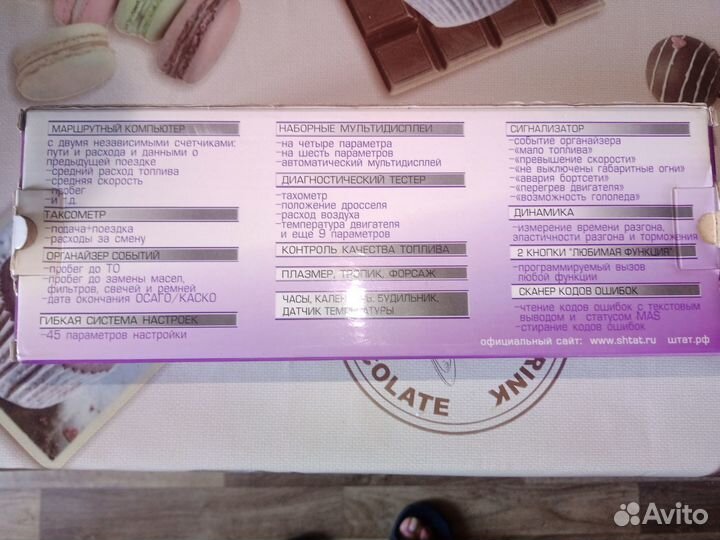 МАРШРУТНЫЙ КОМПЬЮТЕР
с двумя независимыми счетчиками:
пути и расхода и данными о
предыдущей поездке
-средний расход топлива
-средняя скорость
-пробег
-и т.д.
ТАКСОМЕТР
-подача+поездка
-расходы за смену
ОРГАНАЙЗЕР СОБЫТИЙ
-пробег до ТО
-пробег до замены масел,
фильтров, свечей и ремней
-дата окончания ОСАГО/КАСКО
ГИБКАЯ СИСТЕМА НАСТРОЕК
-45 параметров настройки
НАБОРНЫЕ МУЛЬТИДИСПЛЕИ
-на четыре параметра
-на шесть параметров
-автоматический мультидисплей
ДИАГНОСТИЧЕСКИЙ ТЕСТЕР
-тахометр
-положение дросселя
-расход воздуха
-температура двигателя
и еще 9 параметров
КОНТРОЛЬ КАЧЕСТВА ТОПЛИВА
ПЛАЗМЕР, ТРОПИК, ФОРСАЖ
ЧАСЫ, КАЛЕНДАРЬ, БУДИЛЬНИК,
ДАТЧИК ТЕМПЕРАТУРЫ
СИГНАЛИЗАТОР
-событие органайзера
-«мало топлива»
-«превышение скорости»
-«не выключены габаритные огни»
-«авария бортсети»
-«перегрев двигателя»
-«возможность гололеда»
ДИНАМИКА
-измерение времени разгона,
эластичности разгона и торможения
2 КНОПКИ "ЛЮБИМАЯ ФУНКЦИЯ"
-программируемый вызов
любой функции
СКАНЕР КОДОВ ОШИБОК
-чтение кодов ошибок с текстовым
выводом и статусом MAS
-стирание кодов ошибок
официальный сайт: www.shtat.ru штат.рф
DRINK
Avito